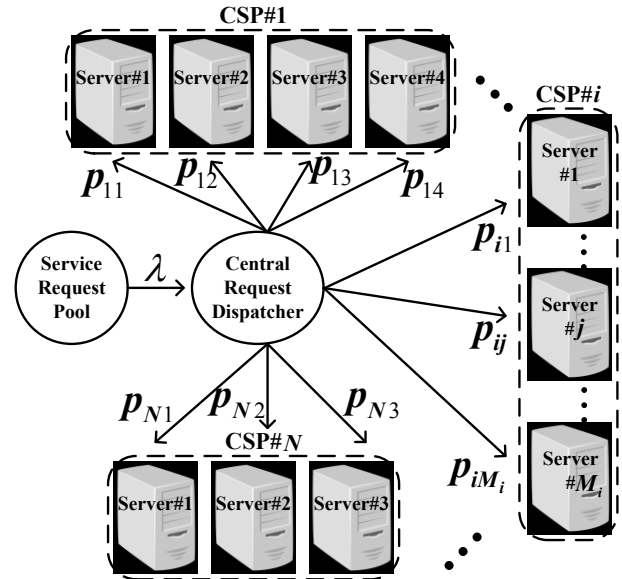 CSP#1
Server#1 Server#2 Server#3 Server#4
CSP#i
Server
#1
p11 p12 p13 p14
pi1
Service
Request
Pool
λ
Central
Request
Dispatcher
Server
#j
pij
pN1 pN2 pN3
CSP#N
piMi
Server
#Mi
Server#1 Server#2 Server#3